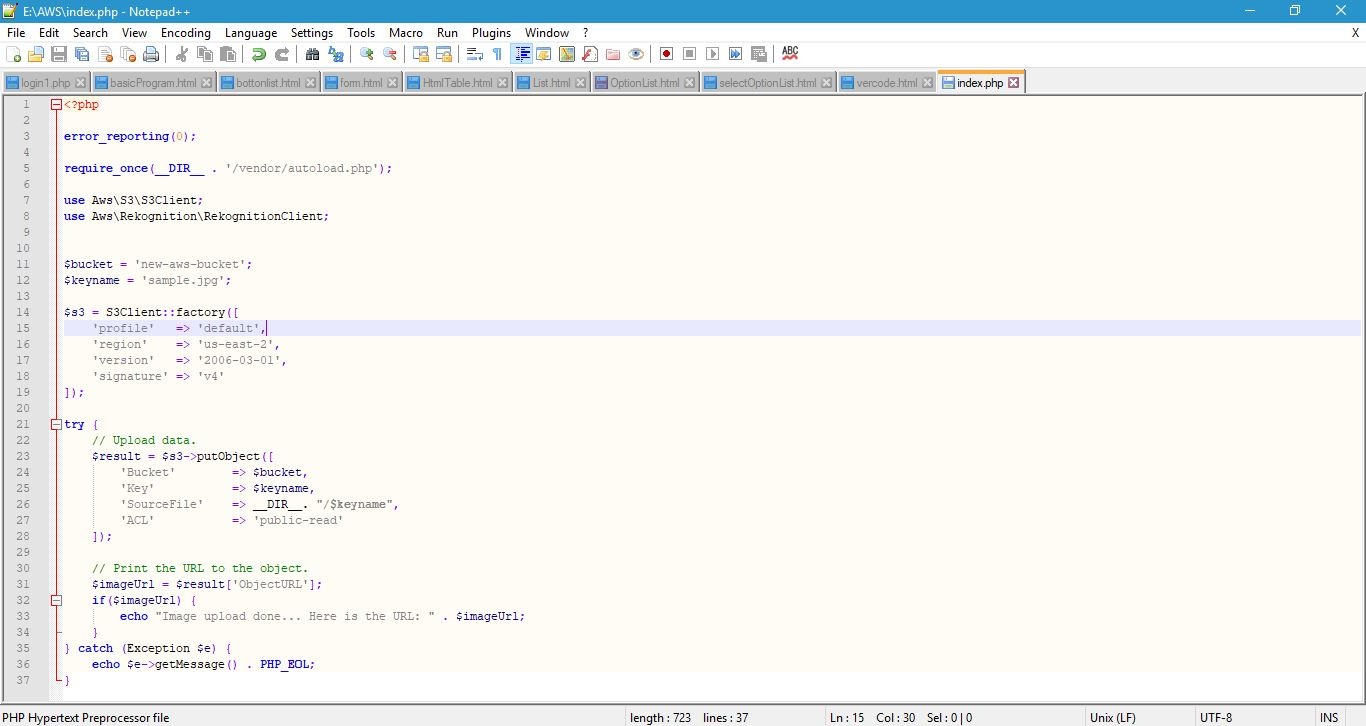 E:\AWS\index.php - Notepad++
File Edit Search View Encoding Language Settings Tools Macro Run Plugins Window ? X
ABC
login1.php basicProgram.html bottonlist.html form.html HtmlTable.html List.html OptionList.html selectOptionList.html vercode.html index.php
1 <?php
2
3 error_reporting(0);
4
5 require_once(__DIR__ . '/vendor/autoload.php');
6
7 use Aws\S3\S3Client;
8 use Aws\Rekognition\RekognitionClient;
9
10
11 $bucket = 'new-aws-bucket';
12 $keyname = 'sample.jpg';
13
14 $s3 = S3Client::factory([
15 'profile' => 'default',
16 'region' => 'us-east-2',
17 'version' => '2006-03-01',
18 'signature' => 'v4'
19 ]);
20
21 try {
22 // Upload data.
23 $result = $s3->putObject([
24 'Bucket' => $bucket,
25 'Key' => $keyname,
26 'SourceFile' => __DIR__. "/$keyname",
27 'ACL' => 'public-read'
28 ]);
29
30 // Print the URL to the object.
31 $imageUrl = $result['ObjectURL'];
32 if($imageUrl) {
33 echo "Image upload done... Here is the URL: " . $imageUrl;
34 }
35 } catch (Exception $e) {
36 echo $e->getMessage() . PHP_EOL;
37 }
PHP Hypertext Preprocessor file length : 723 lines : 37 Ln : 15 Col : 30 Sel : 0 | 0 Unix (LF) UTF-8 INS